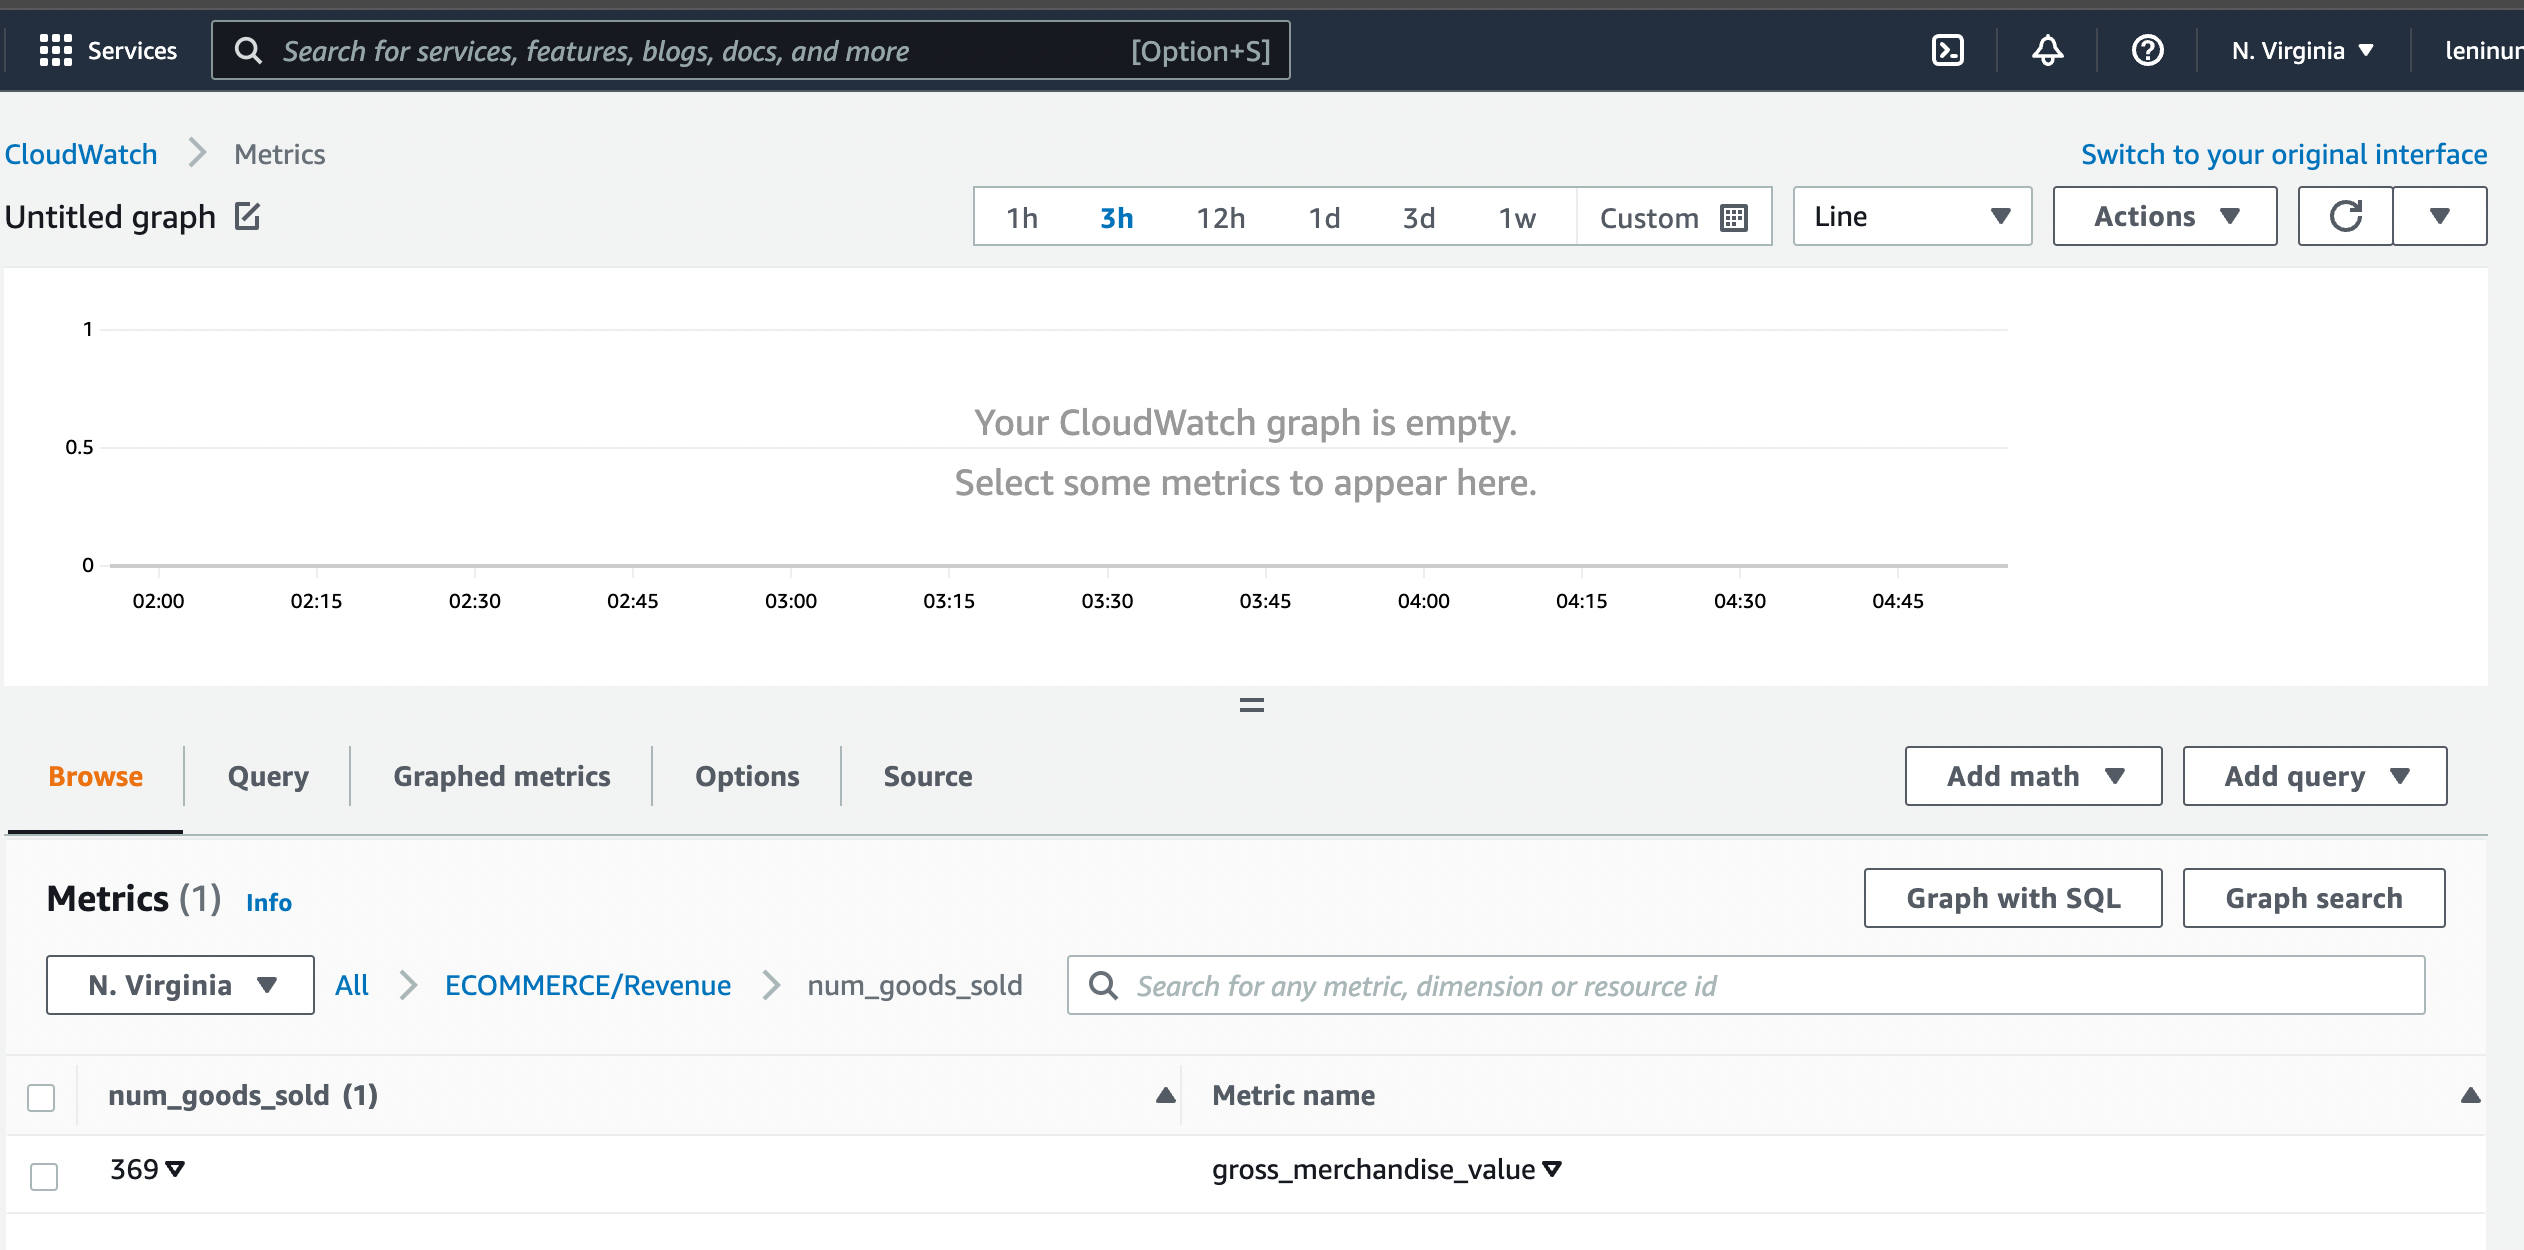 Services
Search for services, features, blogs, docs, and more [Option+S]
N. Virginia
leninun
CloudWatch Metrics
Switch to your original interface
Untitled graph
1h 3h 12h 1d 3d 1w Custom
Line
Actions
1
Your CloudWatch graph is empty.
0.5
Select some metrics to appear here.
0
02:00 02:15 02:30 02:45 03:00 03:15 03:30 03:45 04:00 04:15 04:30 04:45
Browse Query Graphed metrics Options Source
Add math Add query
Metrics (1) Info
Graph with SQL Graph search
N. Virginia All ECOMMERCE/Revenue num_goods_sold
Search for any metric, dimension or resource id
num_goods_sold (1) Metric name
369 gross_merchandise_value